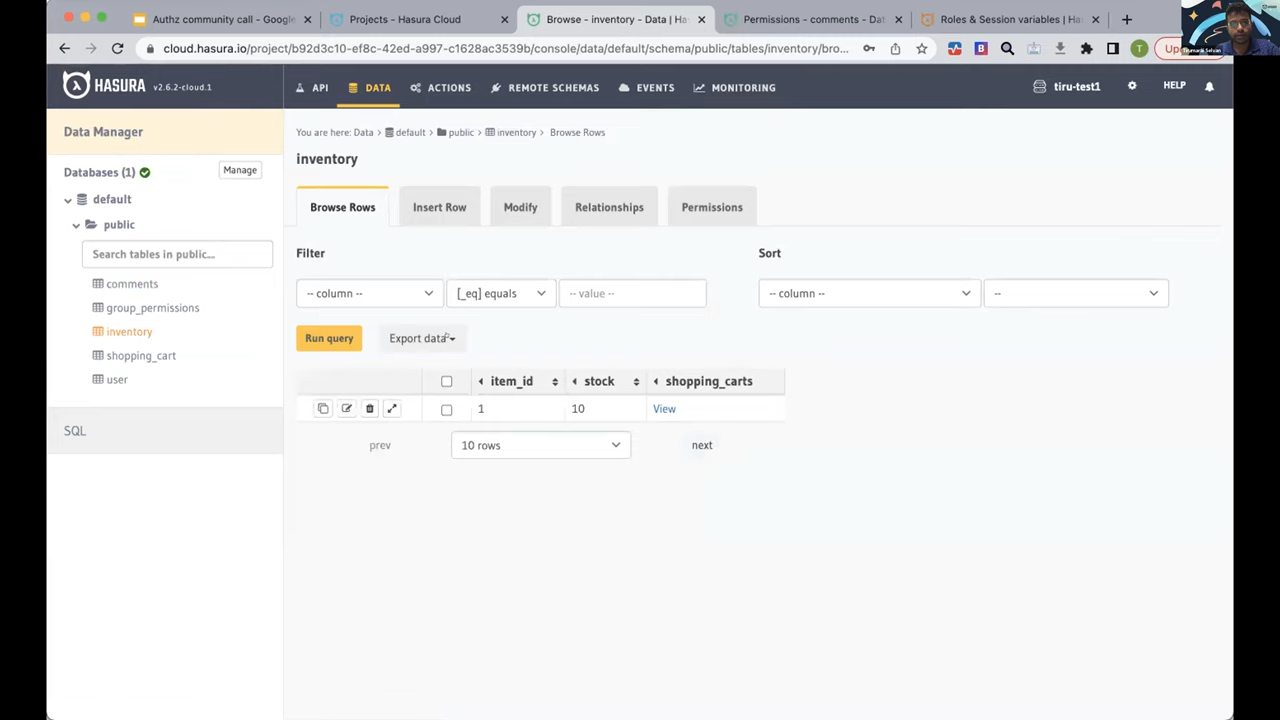 Authz community call - Google
Projects - Hasura Cloud
Browse - inventory - Data | Has
Permissions - comments - Dat
Roles & Session variables | Ha
cloud.hasura.io/project/b92d3c10-ef8c-42ed-a997-c1628ac3539b/console/data/default/schema/public/tables/inventory/bro...
T
HASURA v2.6.2-cloud.1
API
DATA
ACTIONS
REMOTE SCHEMAS
EVENTS
MONITORING
tiru-test1
HELP
Data Manager
Databases (1)
Manage
default
public
Search tables in public...
comments
group_permissions
inventory
shopping_cart
user
SQL
You are here: Data > default > public > inventory > Browse Rows
inventory
Browse Rows
Insert Row
Modify
Relationships
Permissions
Filter
Sort
-- column --
[_eq] equals
-- value --
-- column --
--
Run query
Export data
item_id stock shopping_carts
1 10 View
prev 10 rows next